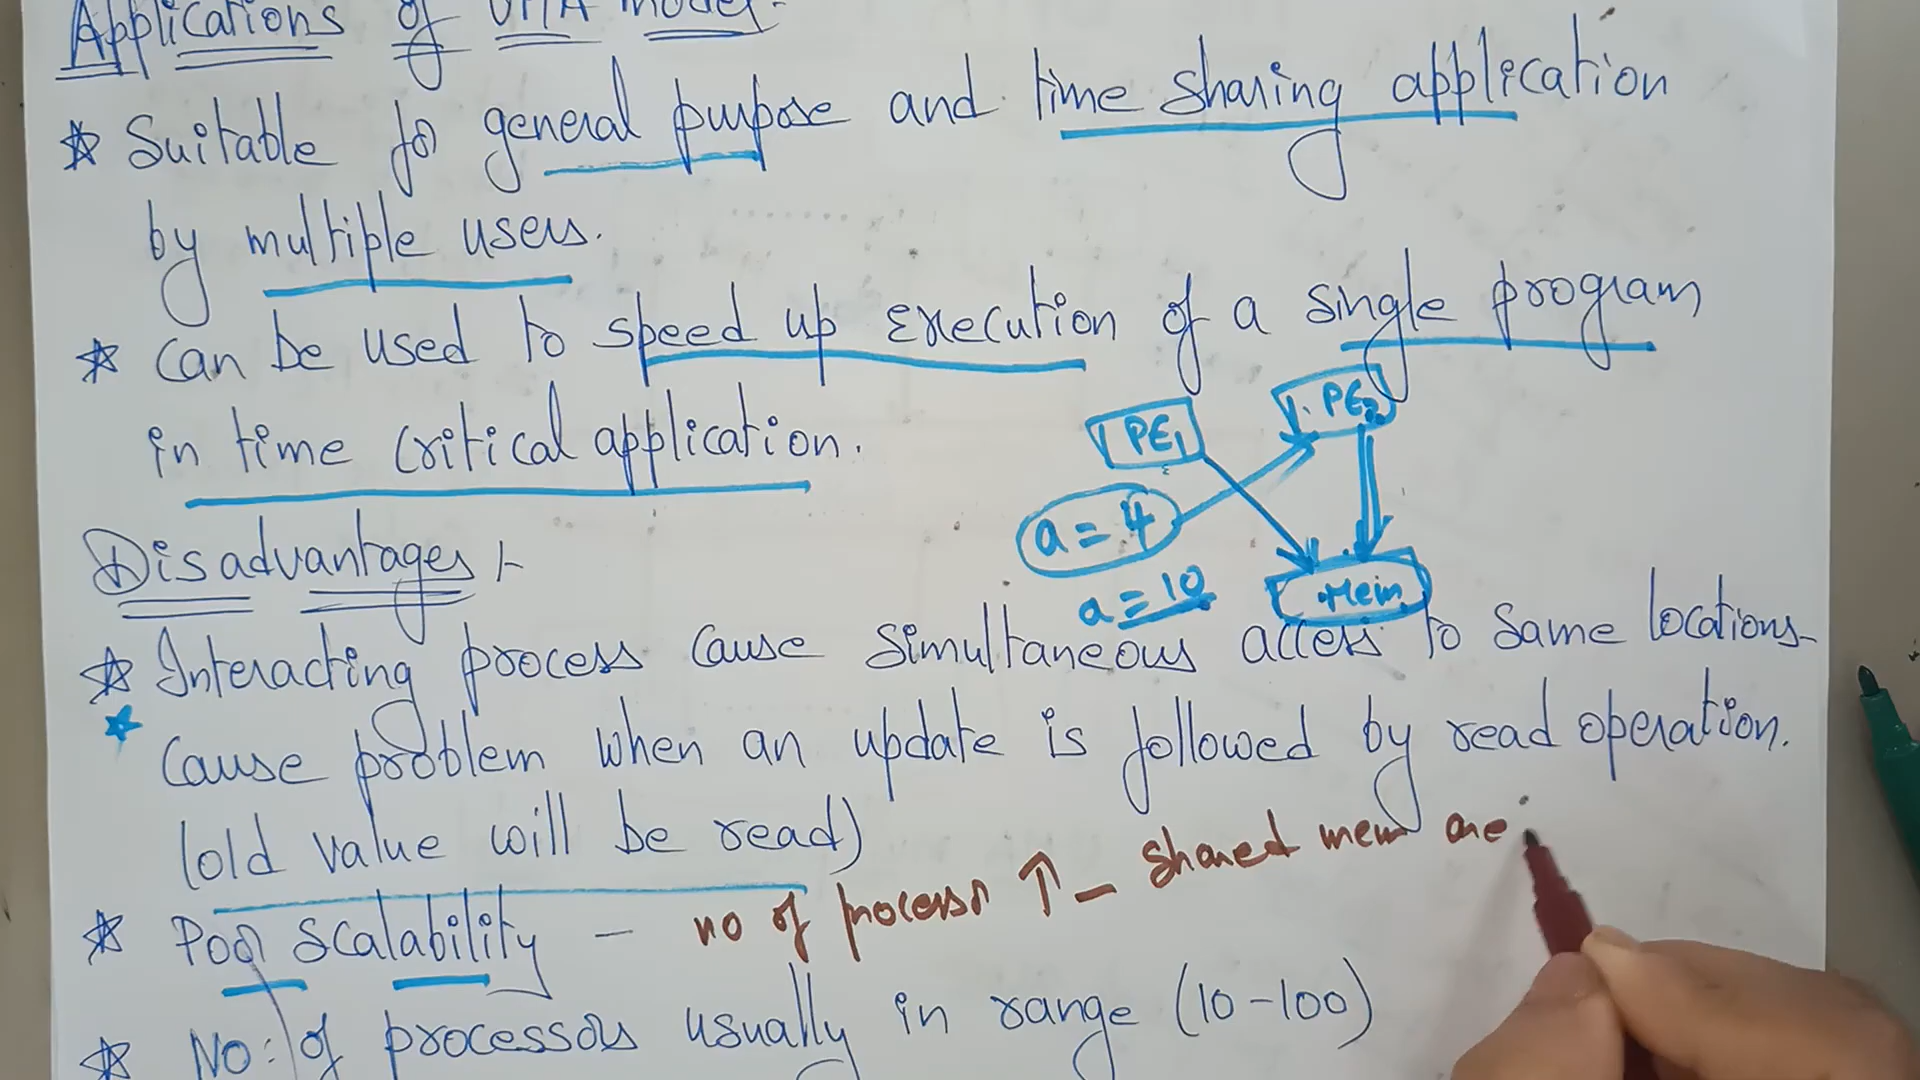 Applications of UMA model.
☆ Suitable for general purpose and time sharing application
by multiple users.
☆ Can be used to speed up execution of a single program
in time critical application.
PE1
PE2
a = 4
a = 10
Mem
Disadvantages :-
☆ Interacting process cause simultaneous access to same locations-
★ cause problem when an update is followed by read operation.
(old value will be read)
☆ Poor scalability - no of processor ↑ - shared mem are
☆ No: of processors usually in range (10-100)